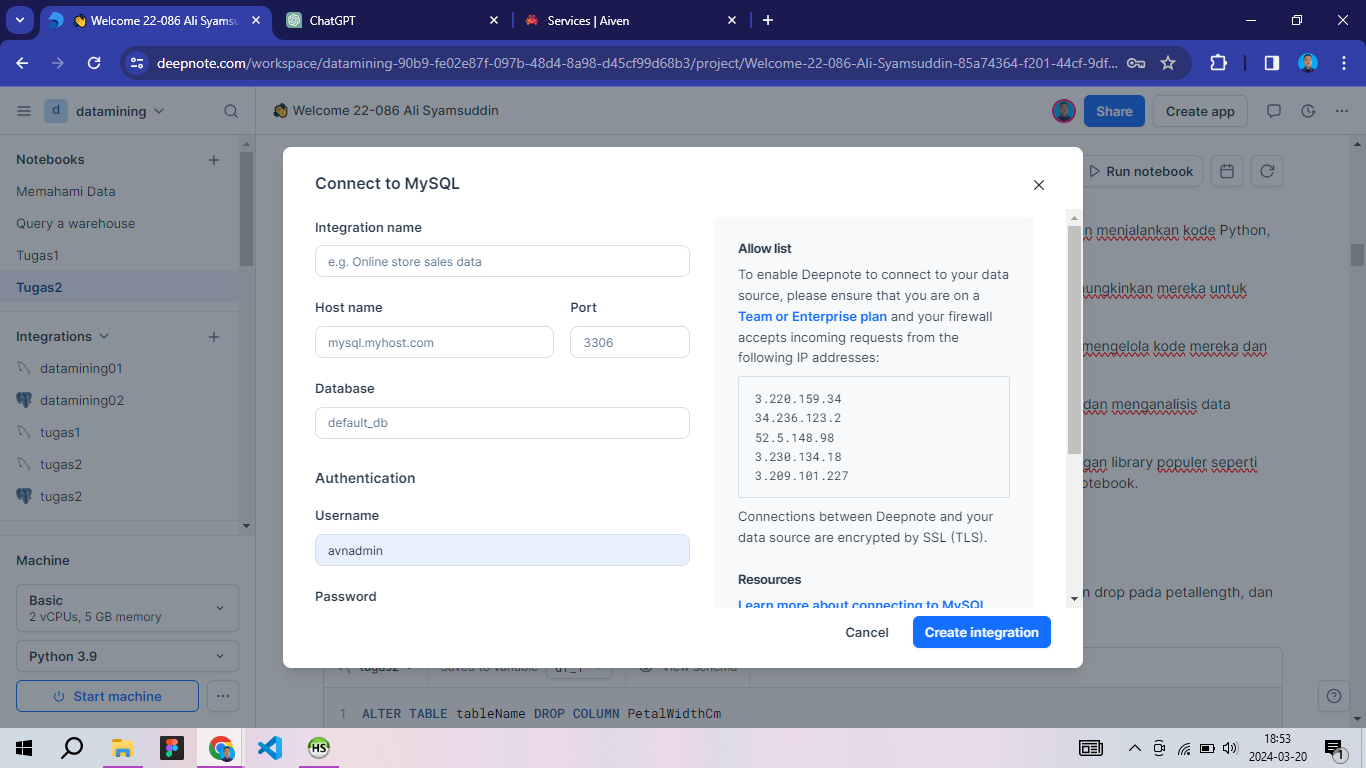 Welcome 22-086 Ali Syamsu
ChatGPT
Services | Aiven
deepnote.com/workspace/datamining-90b9-fe02e87f-097b-48d4-8a98-d45cf99d68b3/project/Welcome-22-086-Ali-Syamsuddin-85a74364-f201-44cf-9df...
d
datamining
Welcome 22-086 Ali Syamsuddin
Share
Create app
Notebooks
Memahami Data
Query a warehouse
Tugas1
Tugas2
Integrations
datamining01
datamining02
tugas1
tugas2
tugas2
Machine
Basic
2 vCPUs, 5 GB memory
Python 3.9
Start machine
...
Run notebook
menjalankan kode Python,
mereka untuk
mengelola kode mereka dan
dan menganalisis data
library populer seperti
drop pada petallength, dan
Connect to MySQL
Integration name
e.g. Online store sales data
Host name
Port
mysql.myhost.com
3306
Database
default_db
Authentication
Username
avnadmin
Password
Allow list
To enable Deepnote to connect to your data
source, please ensure that you are on a
Team or Enterprise plan and your firewall
accepts incoming requests from the
following IP addresses:
3.220.159.34
34.236.123.2
52.5.148.98
3.230.134.18
3.209.101.227
Connections between Deepnote and your
data source are encrypted by SSL (TLS).
Resources
Learn more about connecting to MySQL
Cancel
Create integration
1 ALTER TABLE tableName DROP COLUMN PetalWidthCm
HS
18:53
2024-03-20
1